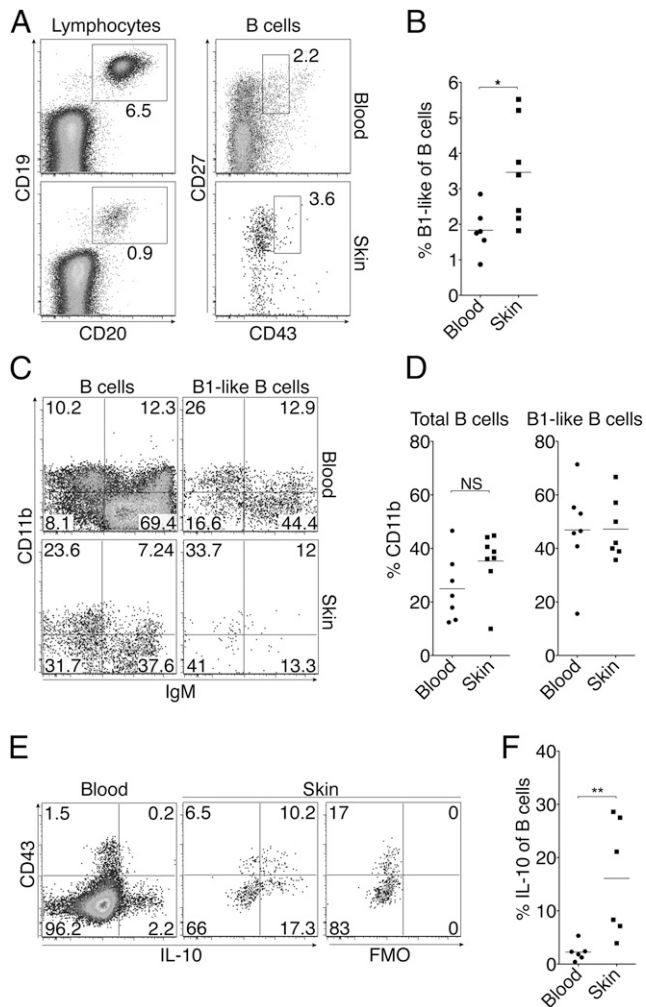 A
Lymphocytes
B cells
6.5
2.2
Blood
CD19
CD27
0.9
3.6
Skin
CD20
CD43
B
% B1-like of B cells
6
5
4
3
2
1
0
*
Blood
Skin
C
B cells
B1-like B cells
10.2 12.3 26 12.9
Blood
8.1 69.4 16.6 44.4
CD11b
23.6 7.24 33.7 12
Skin
31.7 37.6 41 13.3
IgM
D
Total B cells
B1-like B cells
% CD11b
80
60
40
20
0
NS
Blood
Skin
80
60
40
20
0
Blood
Skin
E
Blood
Skin
1.5 0.2 6.5 10.2 17 0
CD43
96.2 2.2 66 17.3 83 0
IL-10
FMO
F
% IL-10 of B cells
40
30
20
10
0
**
Blood
Skin